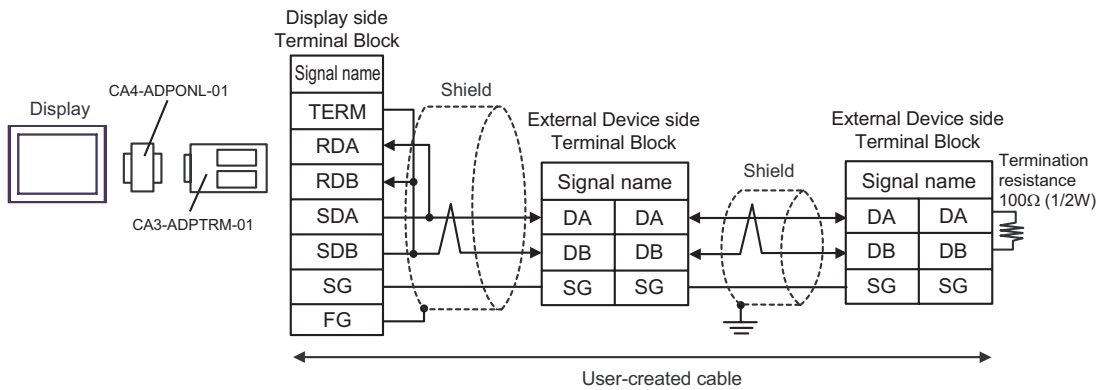 Display side
Terminal Block
Signal name
TERM
RDA
RDB
SDA
SDB
SG
FG
Display
CA4-ADPONL-01
CA3-ADPTRM-01
Shield
External Device side
Terminal Block
Signal name
DA DA
DB DB
SG SG
Shield
External Device side
Terminal Block
Signal name
DA DA
DB DB
SG SG
Termination
resistance
100Ω (1/2W)
User-created cable